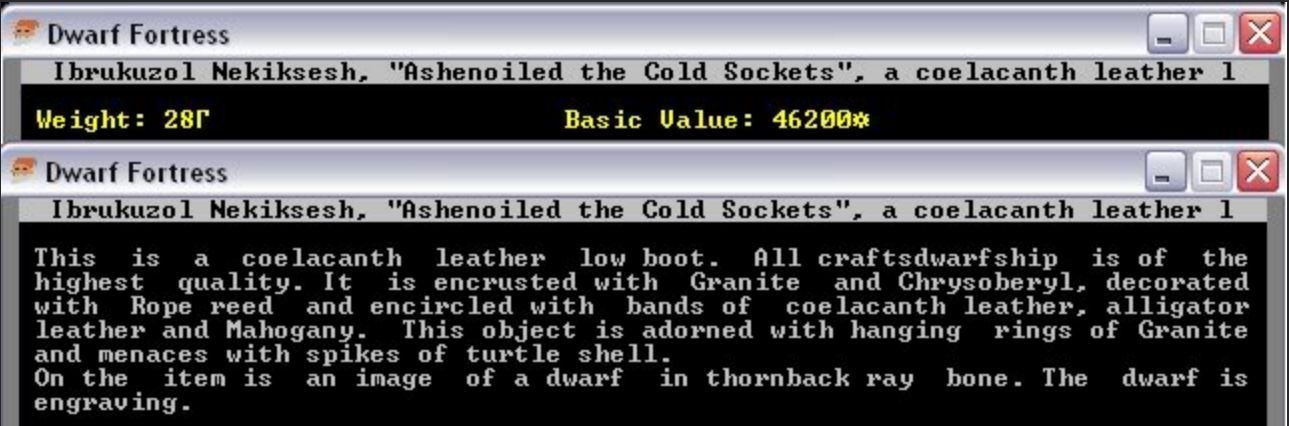 Dwarf Fortress
Ibrukuzol Nekiksesh, "Ashenoiled the Cold Sockets", a coelacanth leather l
Weight: 28Γ Basic Value: 46200☼
Dwarf Fortress
Ibrukuzol Nekiksesh, "Ashenoiled the Cold Sockets", a coelacanth leather l
This is a coelacanth leather low boot. All craftsdwarfship is of the
highest quality. It is encrusted with Granite and Chrysoberyl, decorated
with Rope reed and encircled with bands of coelacanth leather, alligator
leather and Mahogany. This object is adorned with hanging rings of Granite
and menaces with spikes of turtle shell.
On the item is an image of a dwarf in thornback ray bone. The dwarf is
engraving.